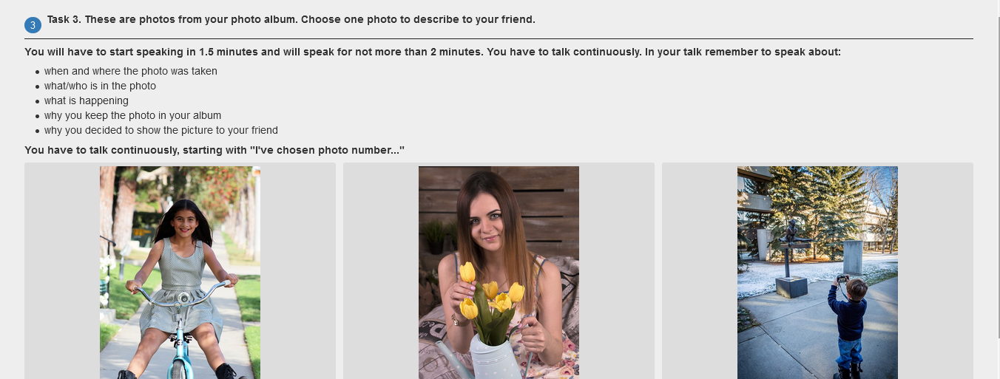 3
Task 3. These are photos from your photo album. Choose one photo to describe to your friend.
You will have to start speaking in 1.5 minutes and will speak for not more than 2 minutes. You have to talk continuously. In your talk remember to speak about:
• when and where the photo was taken
• what/who is in the photo
• what is happening
• why you keep the photo in your album
• why you decided to show the picture to your friend
You have to talk continuously, starting with "I've chosen photo number..."